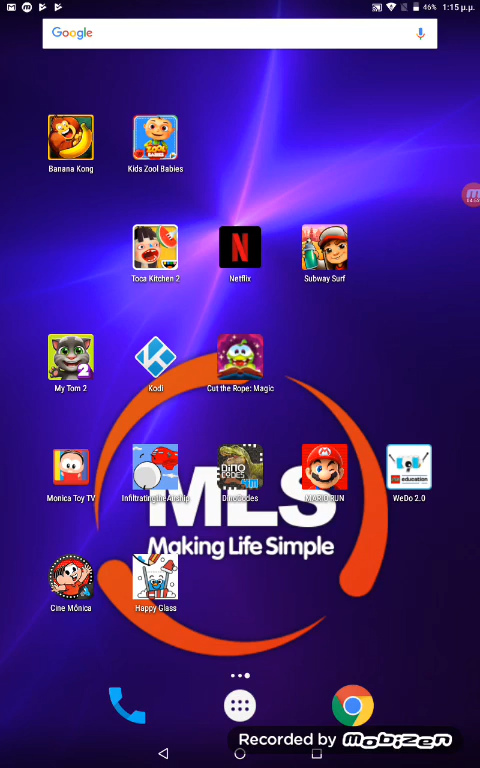 46% 1:15 μ.μ.
Google
Banana Kong
Kids Zool Babies
Toca Kitchen 2
Netflix
Subway Surf
My Tom 2
Kodi
Cut the Rope: Magic
Monica Toy TV
InfiltratingtheAirship
DinoCodes
MARIO RUN
WeDo 2.0
MLS
Making Life Simple
Cine Mônica
Happy Glass
Recorded by Mobizen